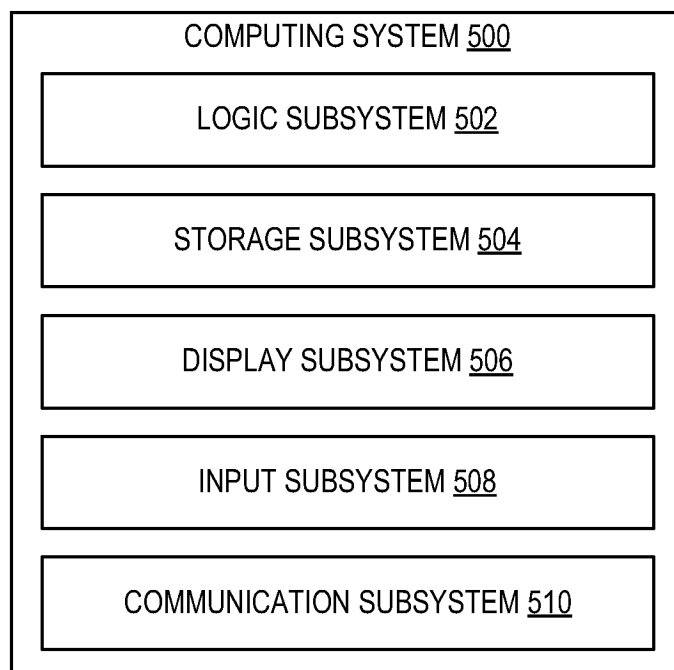 COMPUTING SYSTEM 500
LOGIC SUBSYSTEM 502
STORAGE SUBSYSTEM 504
DISPLAY SUBSYSTEM 506
INPUT SUBSYSTEM 508
COMMUNICATION SUBSYSTEM 510